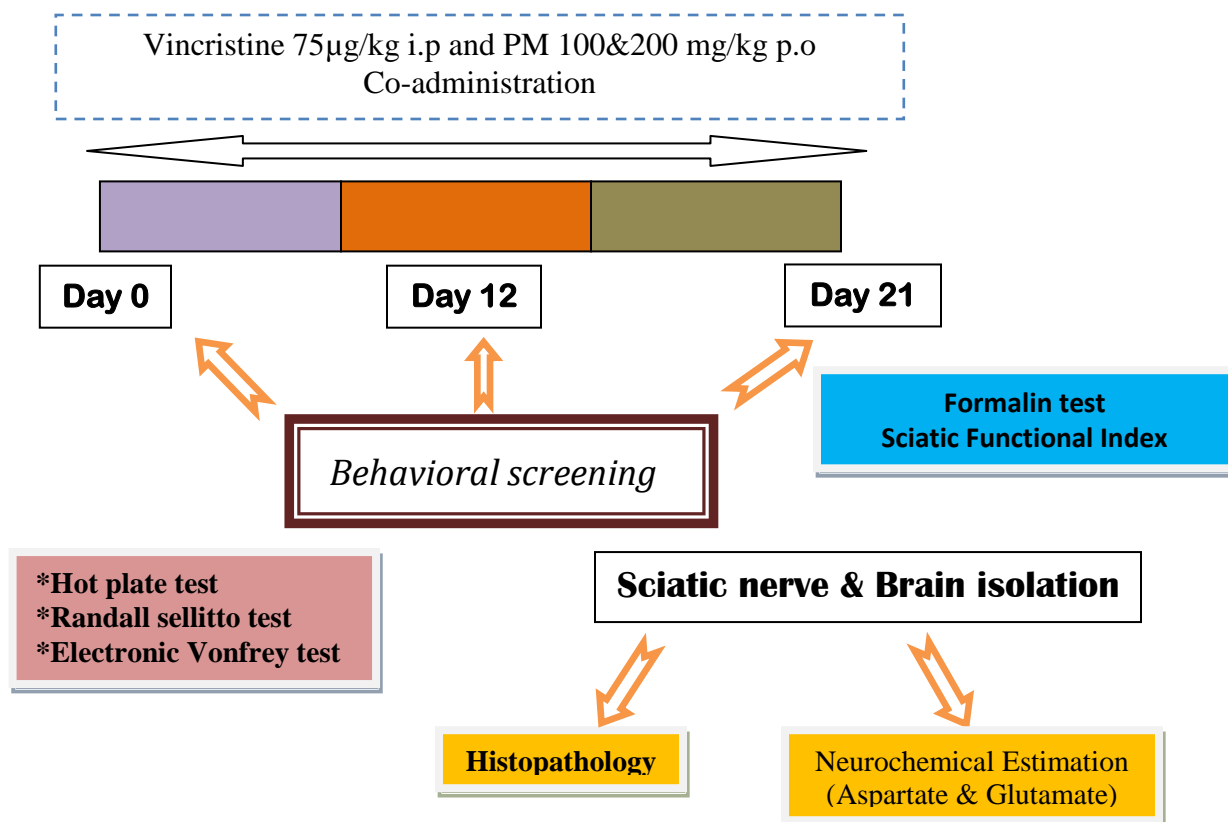 Vincristine 75µg/kg i.p and PM 100&200 mg/kg p.o
Co-administration
Day 0
Day 12
Day 21
Formalin test
Sciatic Functional Index
Behavioral screening
*Hot plate test
*Randall sellitto test
*Electronic Vonfrey test
Sciatic nerve & Brain isolation
Histopathology
Neurochemical Estimation
(Aspartate & Glutamate)